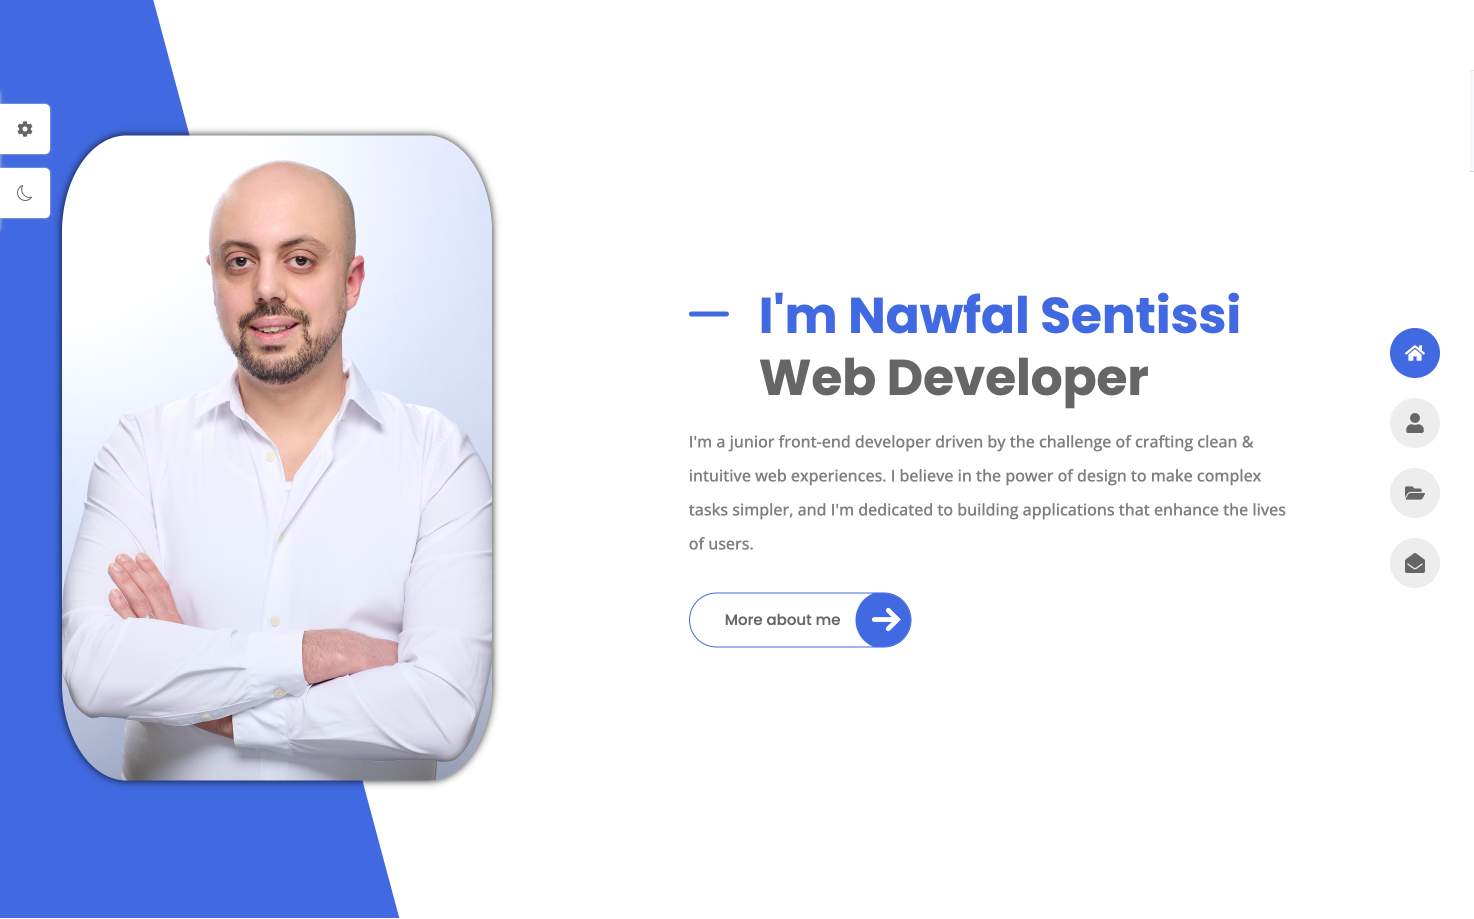 I'm Nawfal Sentissi
Web Developer
I'm a junior front-end developer driven by the challenge of crafting clean &
intuitive web experiences. I believe in the power of design to make complex
tasks simpler, and I'm dedicated to building applications that enhance the lives
of users.
More about me